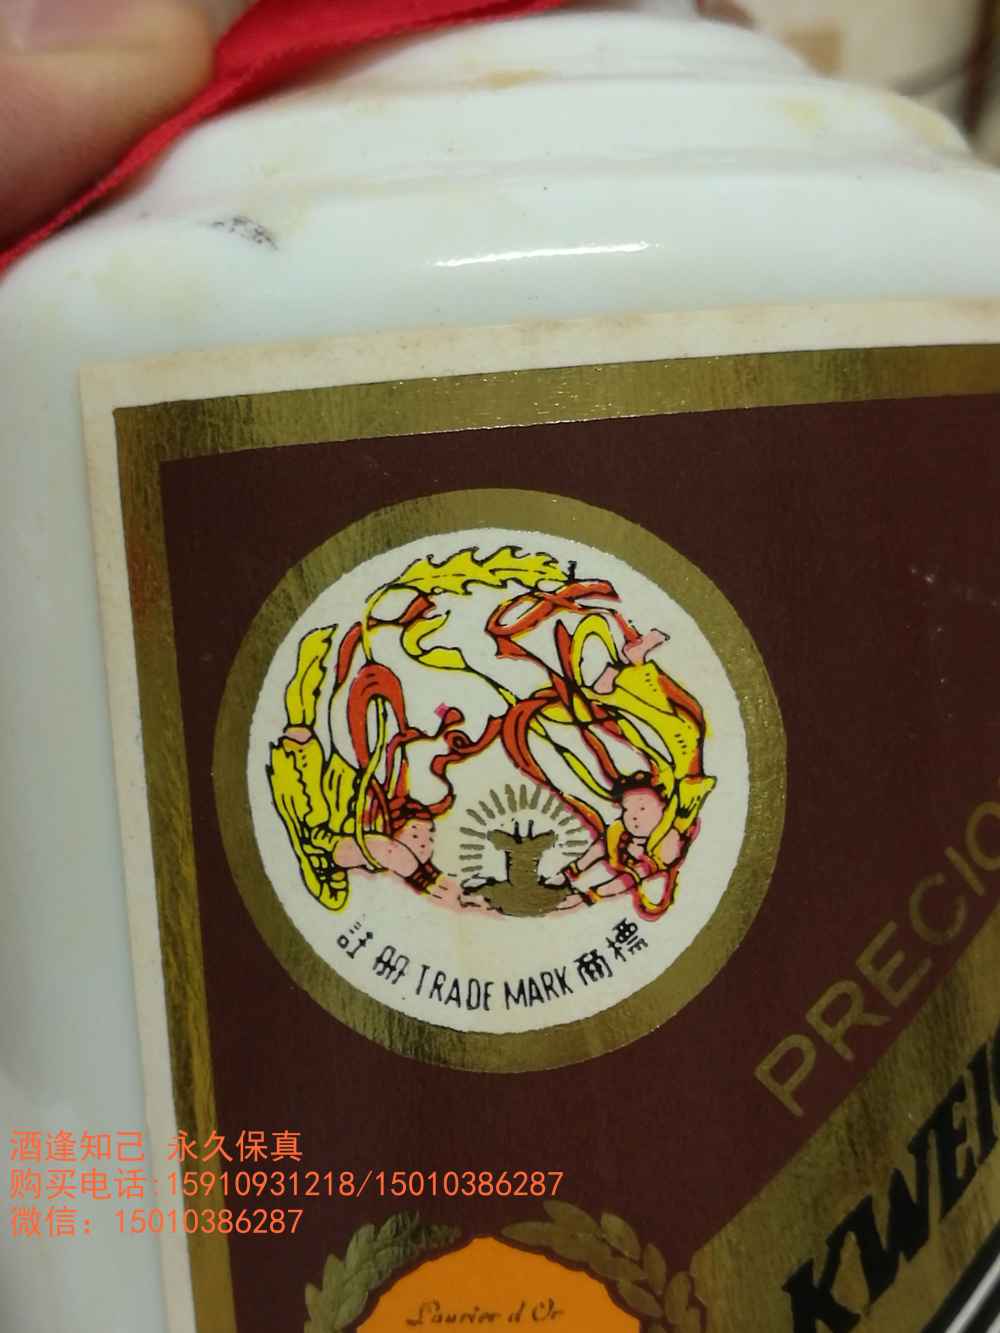 註冊 TRADE MARK 商標
PRECIO
KWEI
Laurier d'Or
酒逢知己 永久保真
购买电话:15910931218/15010386287
微信：15010386287